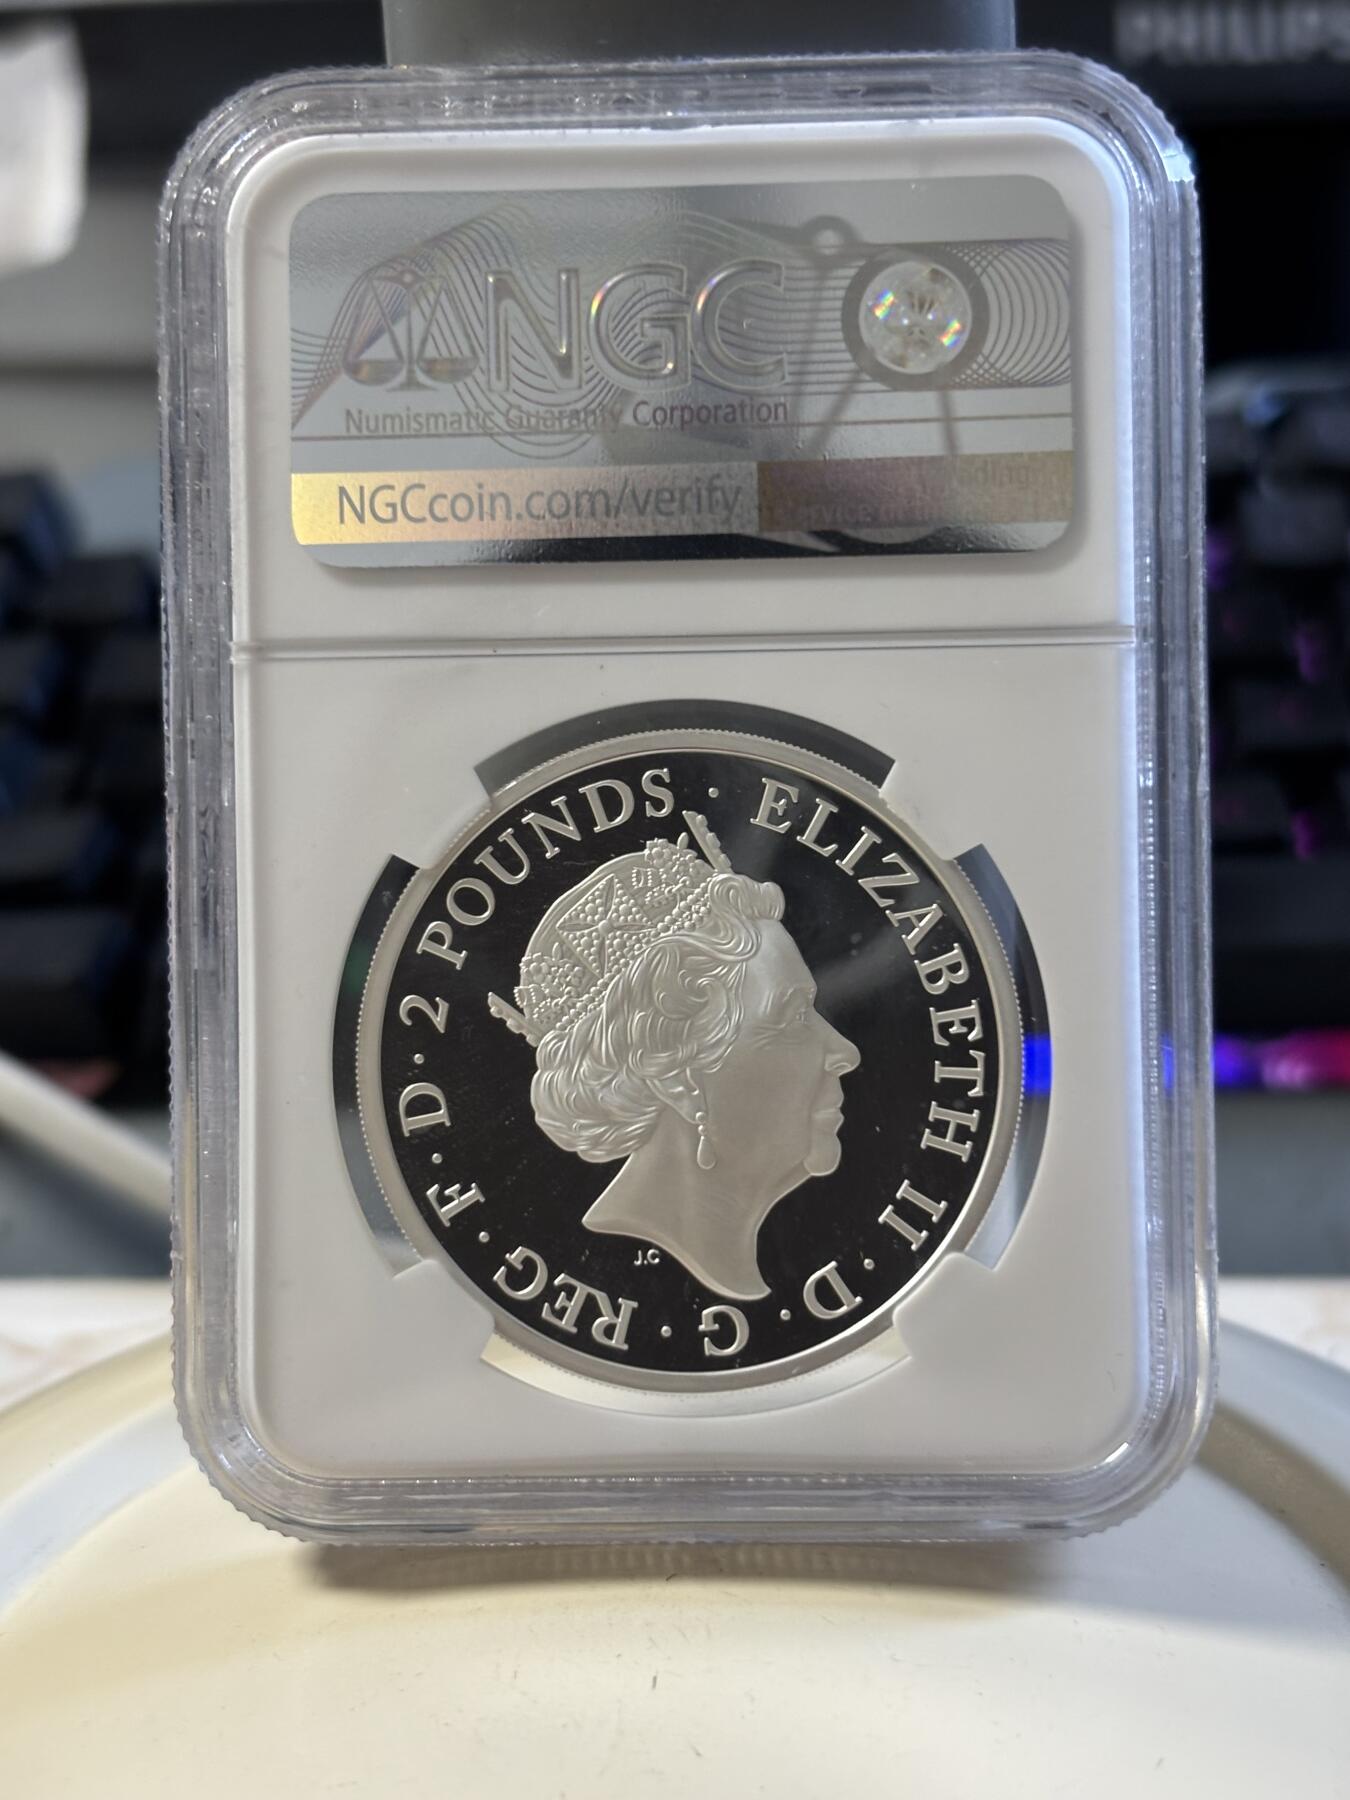 PHILIPS
NGC
Numismatic Guaranty Corporation
NGCcoin.com/verify
ELIZABETH II · D · G · REG · F · D · 2 POUNDS ·
J.C